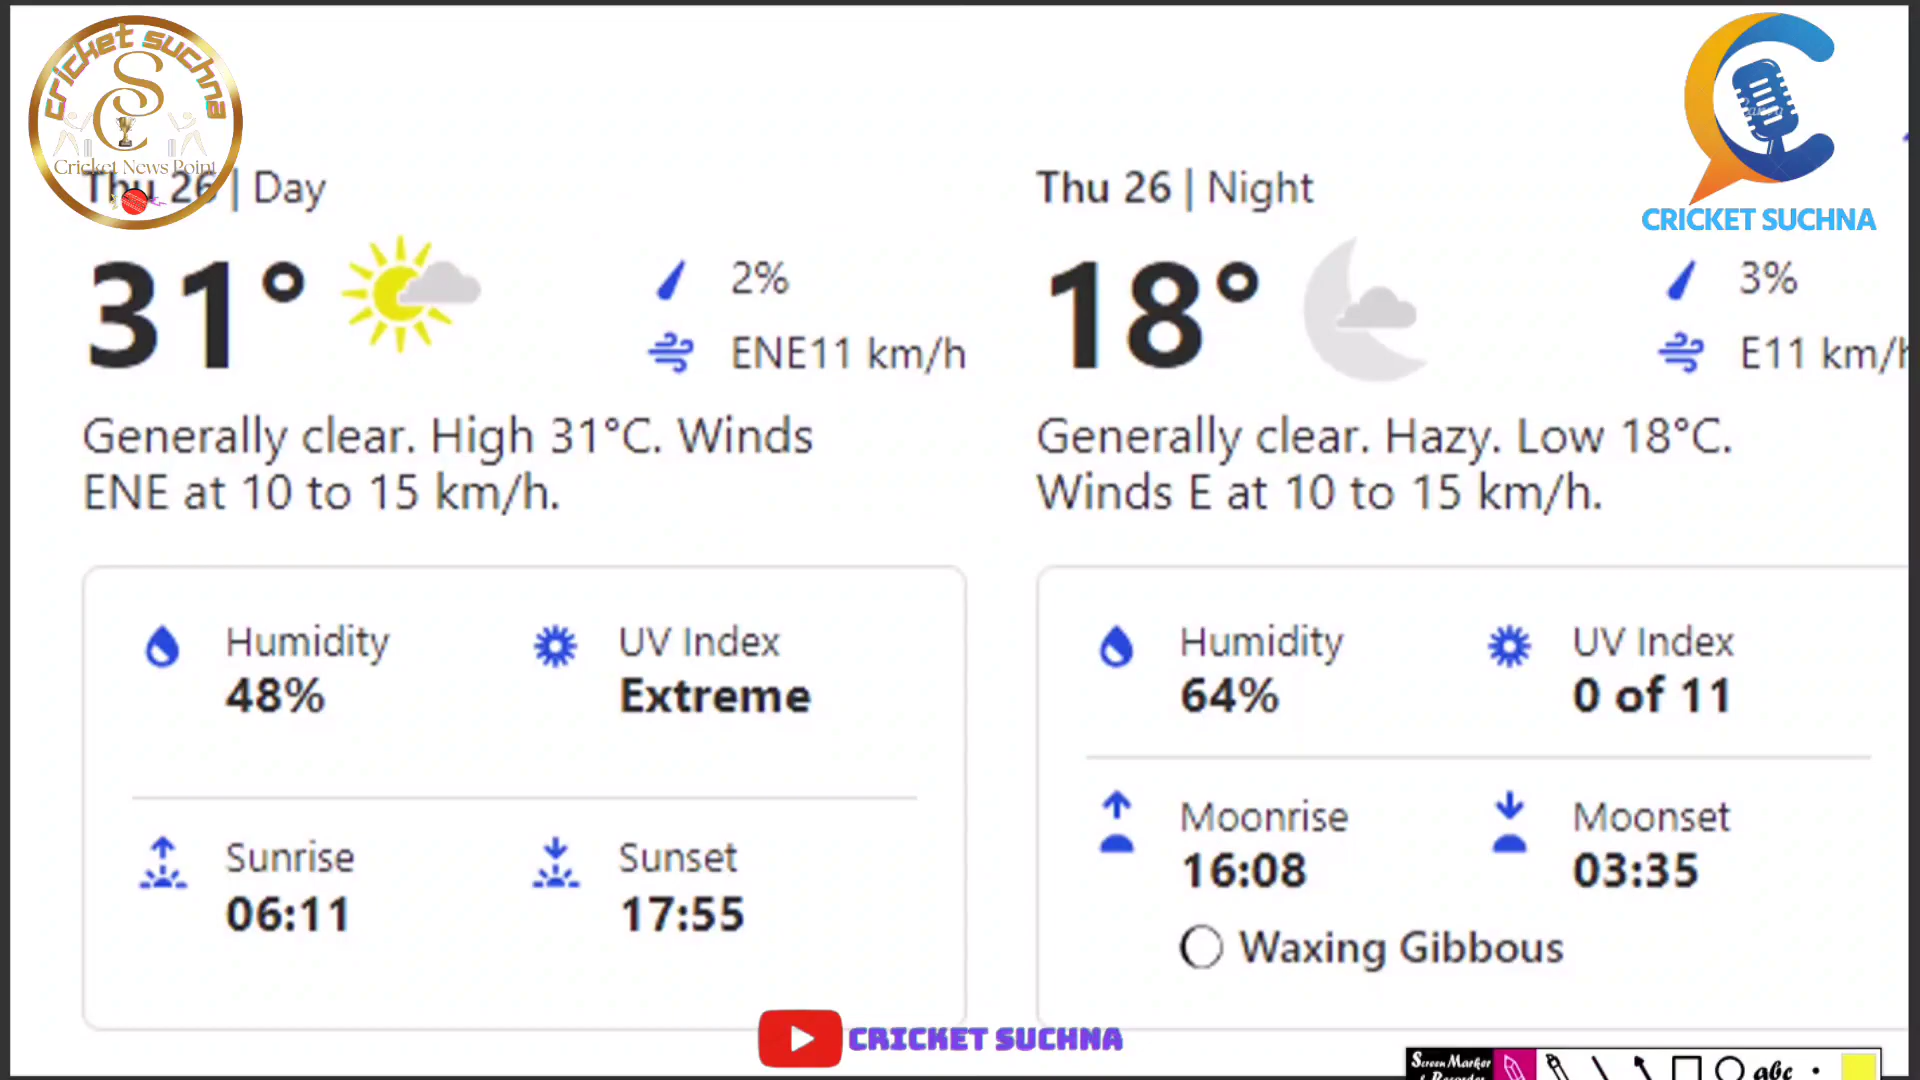 cricket suchna
SC
Cricket News Point
CRICKET SUCHNA
Thu 26 | Day
31°
2%
ENE11 km/h
Generally clear. High 31°C. Winds
ENE at 10 to 15 km/h.
Humidity
48%
UV Index
Extreme
Sunrise
06:11
Sunset
17:55
Thu 26 | Night
18°
3%
E11 km/h
Generally clear. Hazy. Low 18°C.
Winds E at 10 to 15 km/h.
Humidity
64%
UV Index
0 of 11
Moonrise
16:08
Moonset
03:35
Waxing Gibbous
CRICKET SUCHNA
Screen Marker
abc